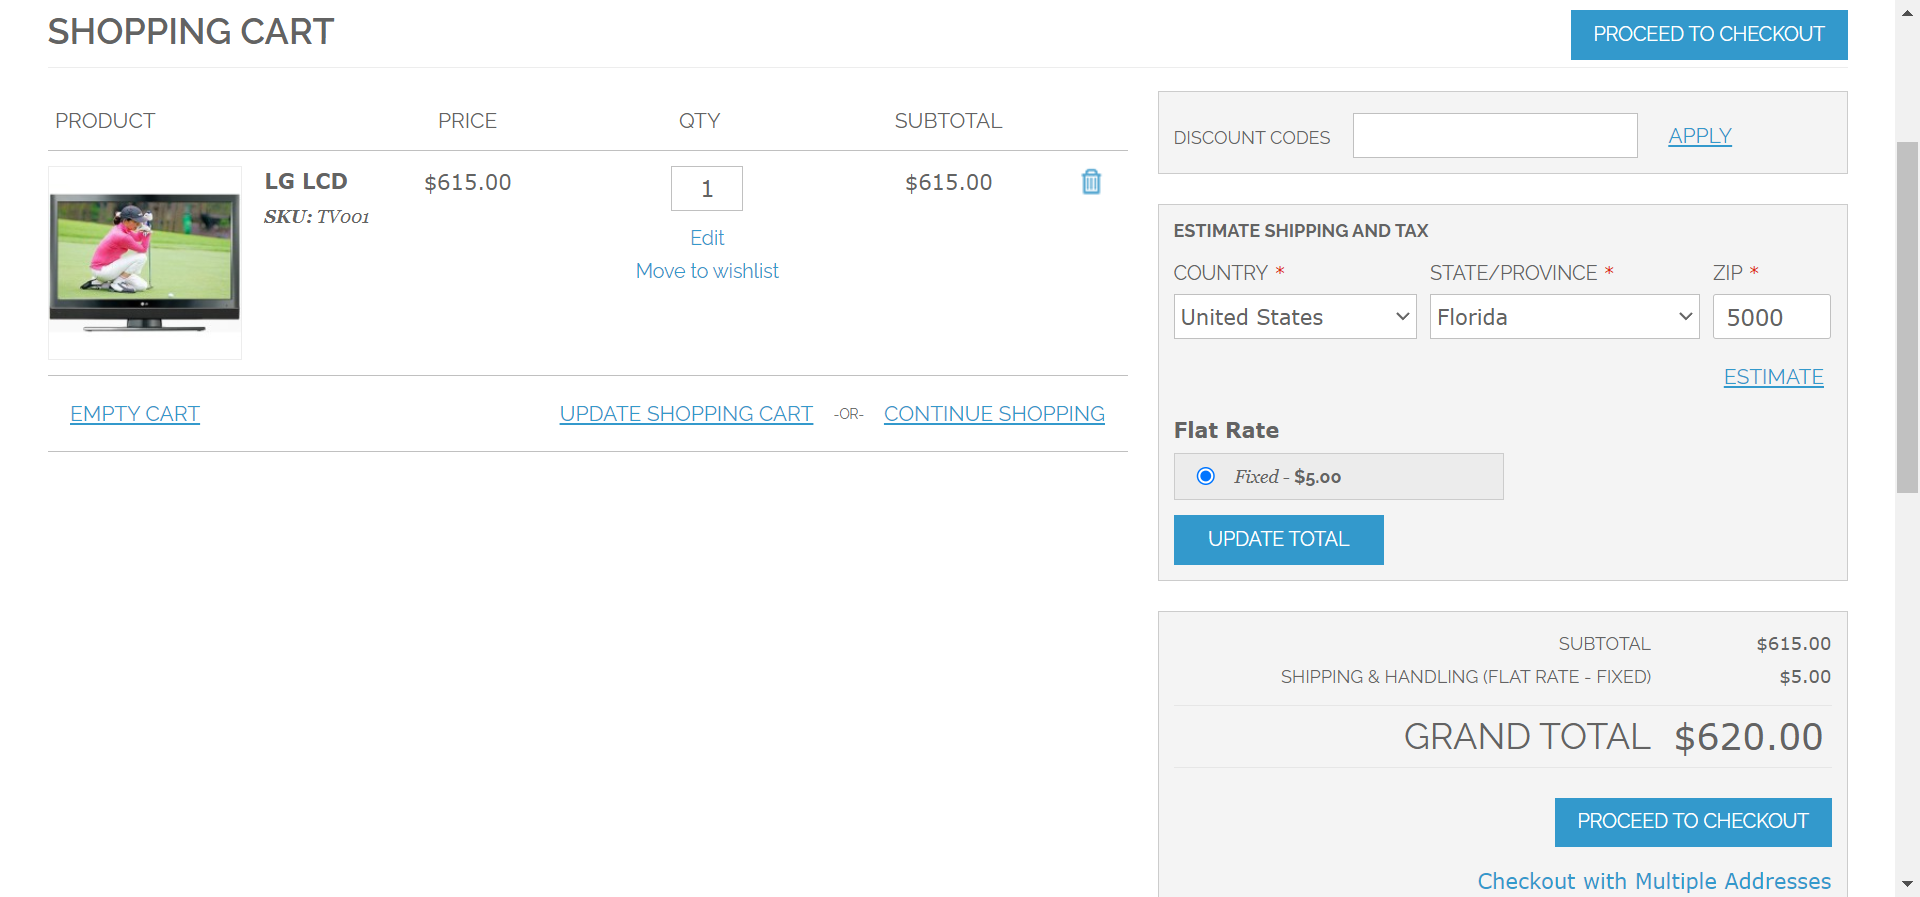 SHOPPING CART
PROCEED TO CHECKOUT
PRODUCT PRICE QTY SUBTOTAL
LG LCD $615.00 1 $615.00
SKU: TV001
Edit
Move to wishlist
EMPTY CART UPDATE SHOPPING CART -OR- CONTINUE SHOPPING
DISCOUNT CODES APPLY
ESTIMATE SHIPPING AND TAX
COUNTRY * STATE/PROVINCE * ZIP *
United States Florida 5000
ESTIMATE
Flat Rate
Fixed - $5.00
UPDATE TOTAL
SUBTOTAL $615.00
SHIPPING & HANDLING (FLAT RATE - FIXED) $5.00
GRAND TOTAL $620.00
PROCEED TO CHECKOUT
Checkout with Multiple Addresses